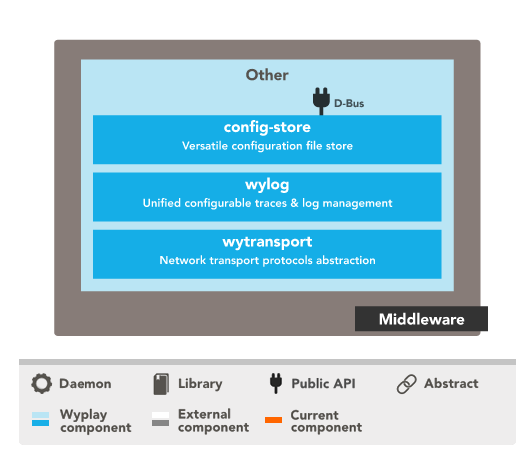 Other
D-Bus
config-store
Versatile configuration file store
wylog
Unified configurable traces & log management
wytransport
Network transport protocols abstraction
Middleware
Daemon
Library
Public API
Abstract
Wyplay
component
External
component
Current
component